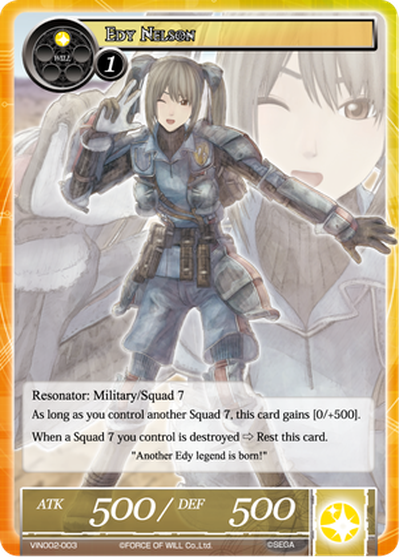 Edy Nelson
WILL
1
Resonator: Military/Squad 7
As long as you control another Squad 7, this card gains [0/+500].
When a Squad 7 you control is destroyed ⇨ Rest this card.
"Another Edy legend is born!"
ATK 500 / DEF 500
VIN002-003 ©FORCE OF WILL Co.,Ltd. ©SEGA